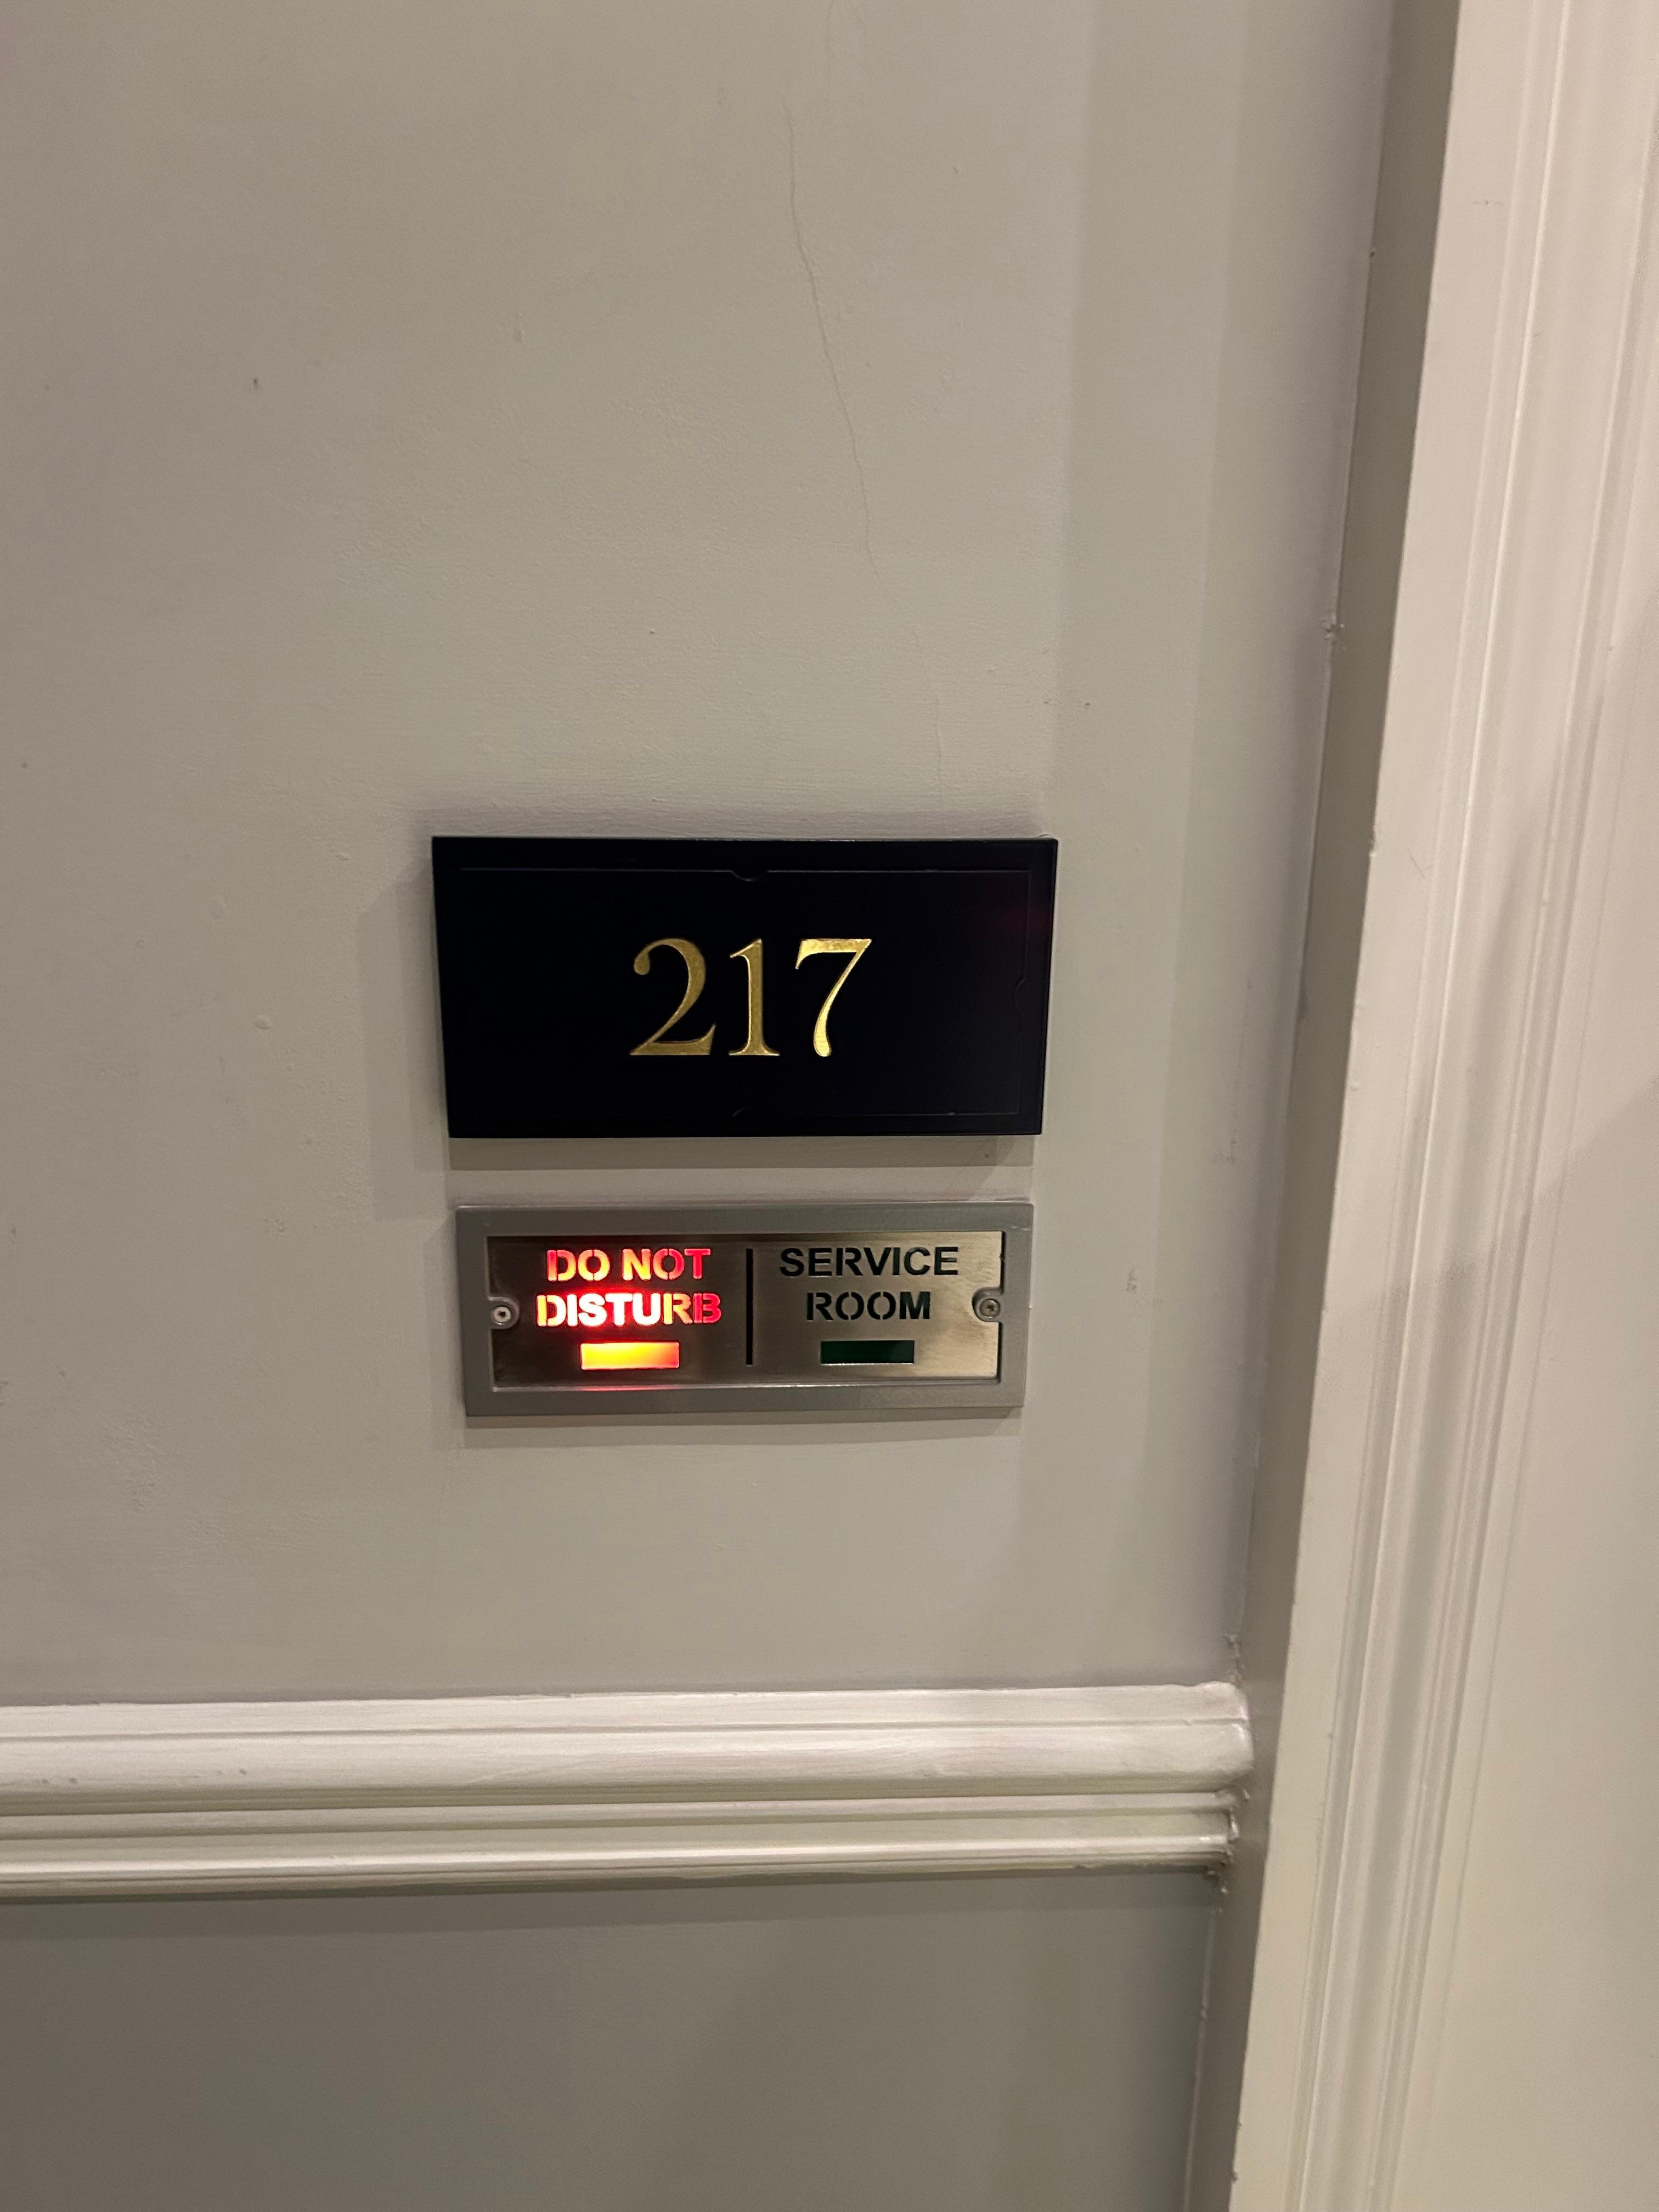 217
DO NOT
DISTURB
SERVICE
ROOM